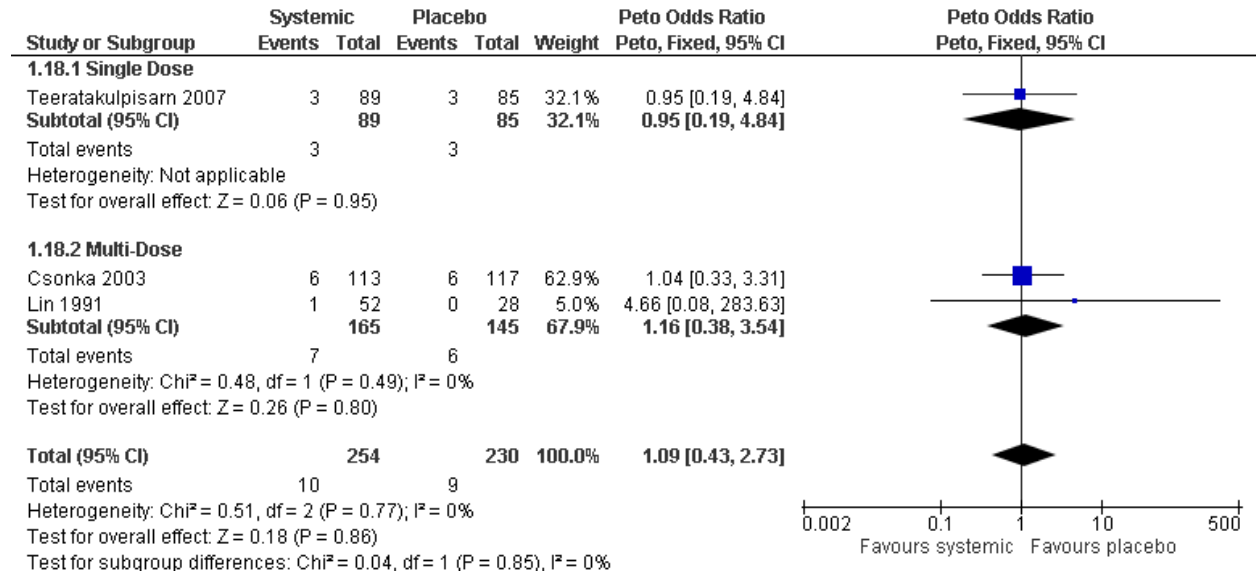 Systemic Placebo Peto Odds Ratio Peto Odds Ratio
Study or Subgroup Events Total Events Total Weight Peto, Fixed, 95% CI Peto, Fixed, 95% CI
1.18.1 Single Dose
Teeratakulpisarn 2007 3 89 3 85 32.1% 0.95 [0.19, 4.84]
Subtotal (95% CI) 89 85 32.1% 0.95 [0.19, 4.84]
Total events 3 3
Heterogeneity: Not applicable
Test for overall effect: Z = 0.06 (P = 0.95)
1.18.2 Multi-Dose
Csonka 2003 6 113 6 117 62.9% 1.04 [0.33, 3.31]
Lin 1991 1 52 0 28 5.0% 4.66 [0.08, 283.63]
Subtotal (95% CI) 165 145 67.9% 1.16 [0.38, 3.54]
Total events 7 6
Heterogeneity: Chi² = 0.48, df = 1 (P = 0.49); I² = 0%
Test for overall effect: Z = 0.26 (P = 0.80)
Total (95% CI) 254 230 100.0% 1.09 [0.43, 2.73]
Total events 10 9
Heterogeneity: Chi² = 0.51, df = 2 (P = 0.77); I² = 0%
Test for overall effect: Z = 0.18 (P = 0.86)
Test for subgroup differences: Chi² = 0.04, df = 1 (P = 0.85), I² = 0%
0.002 0.1 1 10 500
Favours systemic Favours placebo